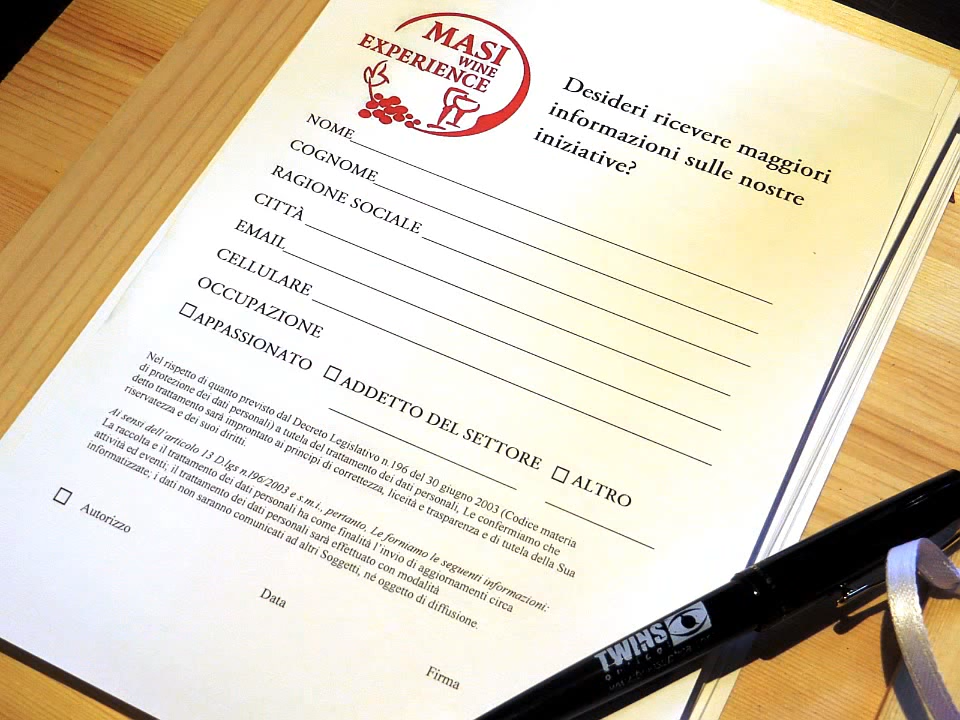 MASI
WINE
EXPERIENCE
Desideri ricevere maggiori
informazioni sulle nostre
iniziative?
NOME
COGNOME
RAGIONE SOCIALE
CITTÀ
EMAIL
CELLULARE
OCCUPAZIONE
APPASSIONATO ADDETTO DEL SETTORE ALTRO
Nel rispetto di quanto previsto dal Decreto Legislativo n.196 del 30 giugno 2003 (Codice materia
di protezione dei dati personali) a tutela del trattamento dei dati personali, Le confermiamo che
detto trattamento sarà improntato ai principi di correttezza, liceità e trasparenza e di tutela della Sua
riservatezza e dei suoi diritti.
Ai sensi dell'articolo 13 D.lgs n.196/2003 e s.m.i., pertanto, Le forniamo le seguenti informazioni:
La raccolta e il trattamento dei dati personali ha come finalità l'invio di aggiornamenti circa
attività ed eventi; il trattamento dei dati personali sarà effettuato con modalità
informatizzate; i dati non saranno comunicati ad altri Soggetti, né oggetto di diffusione.
Autorizzo
Data
Firma
TWINS